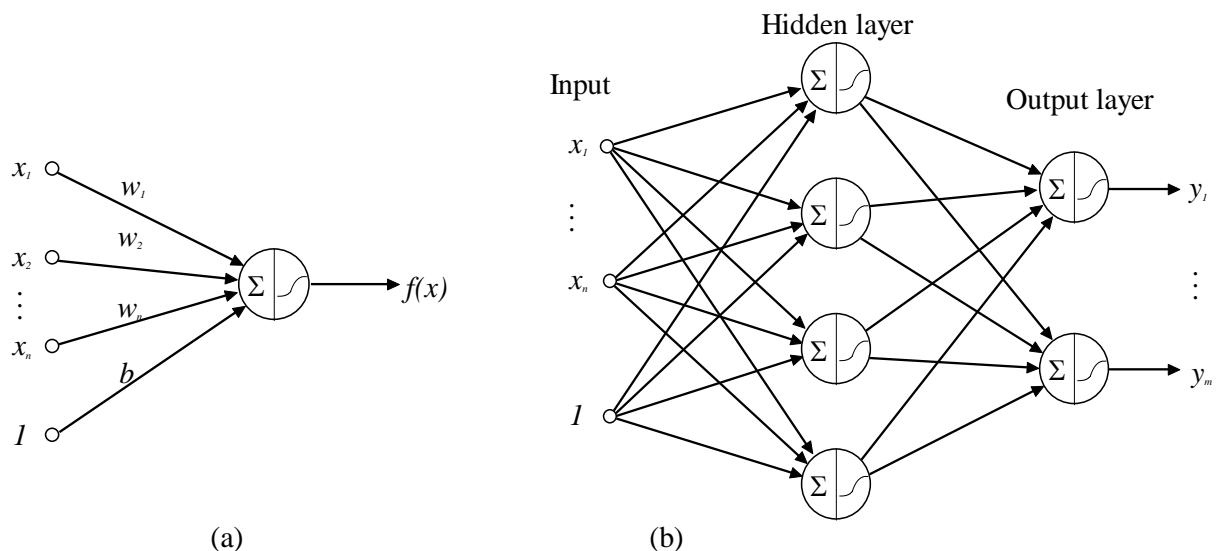 x₁
w₁
x₂
w₂
⋮
xₙ
wₙ
b
1
Σ
f(x)
(a)
Hidden layer
Input
Output layer
x₁
⋮
xₙ
1
Σ
Σ
Σ
Σ
Σ
Σ
y₁
⋮
yₘ
(b)